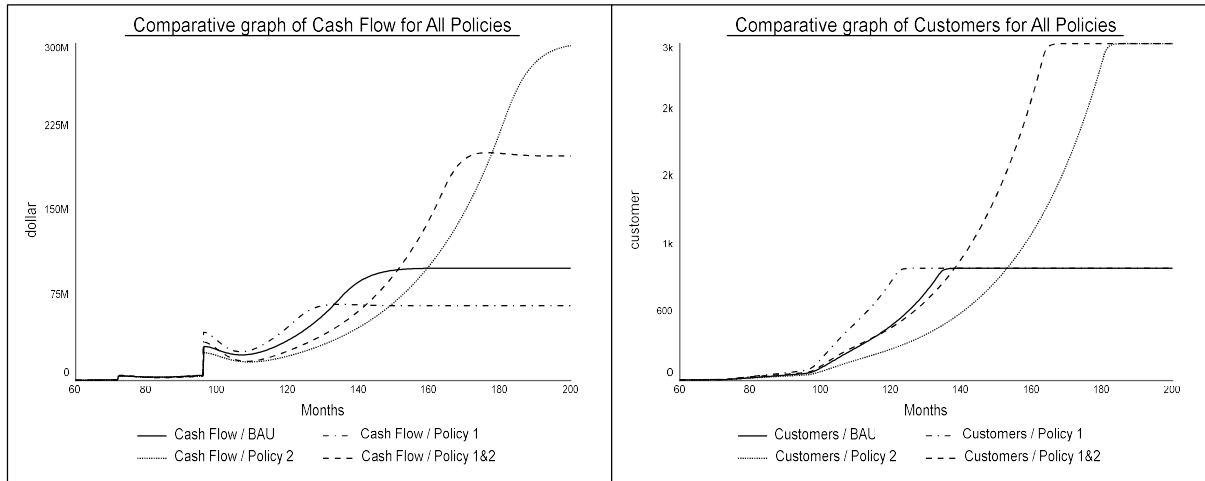 Comparative graph of Cash Flow for All Policies
300M
225M
150M
75M
0
dollar
60 80 100 120 140 160 180 200
Months
Cash Flow / BAU Cash Flow / Policy 1
Cash Flow / Policy 2 Cash Flow / Policy 1&2
Comparative graph of Customers for All Policies
3k
2k
2k
1k
600
0
customer
60 80 100 120 140 160 180 200
Months
Customers / BAU Customers / Policy 1
Customers / Policy 2 Customers / Policy 1&2